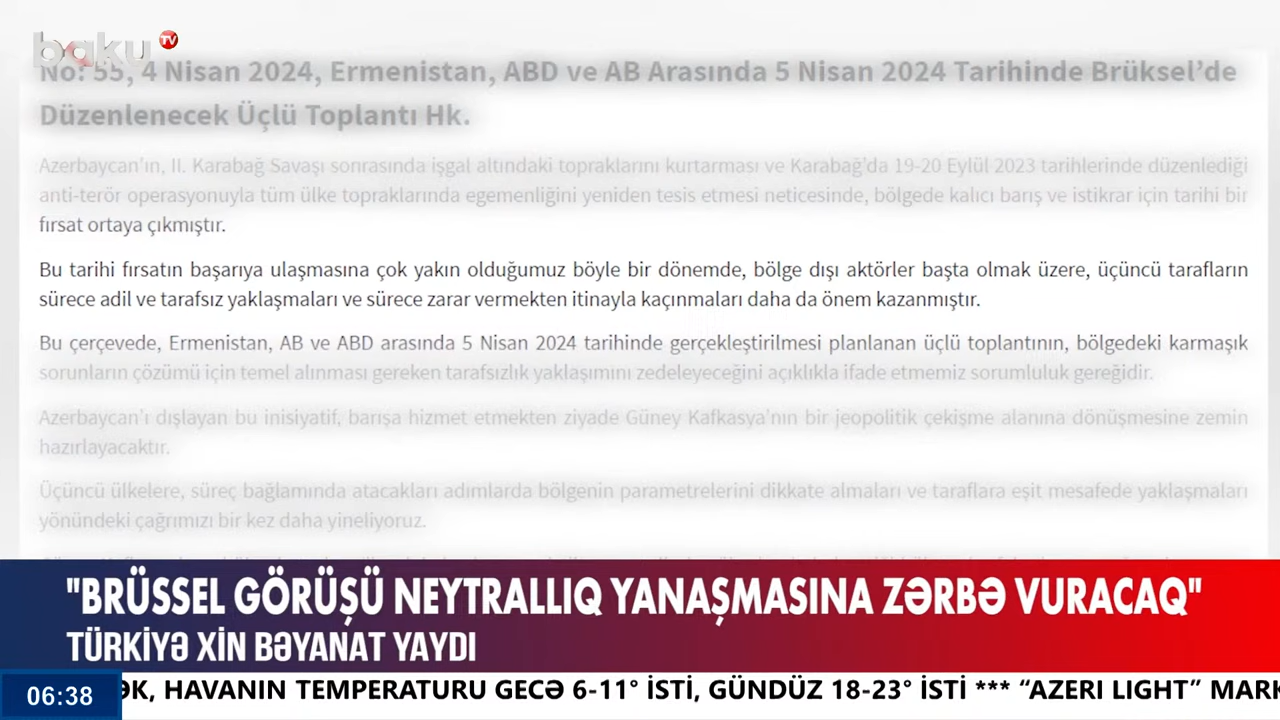 baku TV
No: 55, 4 Nisan 2024, Ermenistan, ABD ve AB Arasında 5 Nisan 2024 Tarihinde Brüksel’de
Düzenlenecek Üçlü Toplantı Hk.
Azerbaycan’ın, II. Karabağ Savaşı sonrasında işgal altındaki topraklarını kurtarması ve Karabağ’da 19-20 Eylül 2023 tarihlerinde düzenlediği
anti-terör operasyonuyla tüm ülke topraklarında egemenliğini yeniden tesis etmesi neticesinde, bölgede kalıcı barış ve istikrar için tarihi bir
fırsat ortaya çıkmıştır.
Bu tarihi fırsatın başarıya ulaşmasına çok yakın olduğumuz böyle bir dönemde, bölge dışı aktörler başta olmak üzere, üçüncü tarafların
sürece adil ve tarafsız yaklaşmaları ve sürece zarar vermekten itinayla kaçınmaları daha da önem kazanmıştır.
Bu çerçevede, Ermenistan, AB ve ABD arasında 5 Nisan 2024 tarihinde gerçekleştirilmesi planlanan üçlü toplantının, bölgedeki karmaşık
sorunların çözümü için temel alınması gereken tarafsızlık yaklaşımını zedeleyeceğini açıklıkla ifade etmemiz sorumluluk gereğidir.
Azerbaycan’ı dışlayan bu inisiyatif, barışa hizmet etmekten ziyade Güney Kafkasya’nın bir jeopolitik çekişme alanına dönüşmesine zemin
hazırlayacaktır.
Üçüncü ülkelere, süreç bağlamında atacakları adımlarda bölgenin parametrelerini dikkate almaları ve taraflara eşit mesafede yaklaşmaları
yönündeki çağrımızı bir kez daha yineliyoruz.
"BRÜSSEL GÖRÜŞÜ NEYTRALLIQ YANAŞMASINA ZƏRBƏ VURACAQ"
TÜRKİYƏ XİN BƏYANAT YAYDI
06:38 ƏK, HAVANIN TEMPERATURU GECƏ 6-11° İSTİ, GÜNDÜZ 18-23° İSTİ *** “AZERI LIGHT” MARK